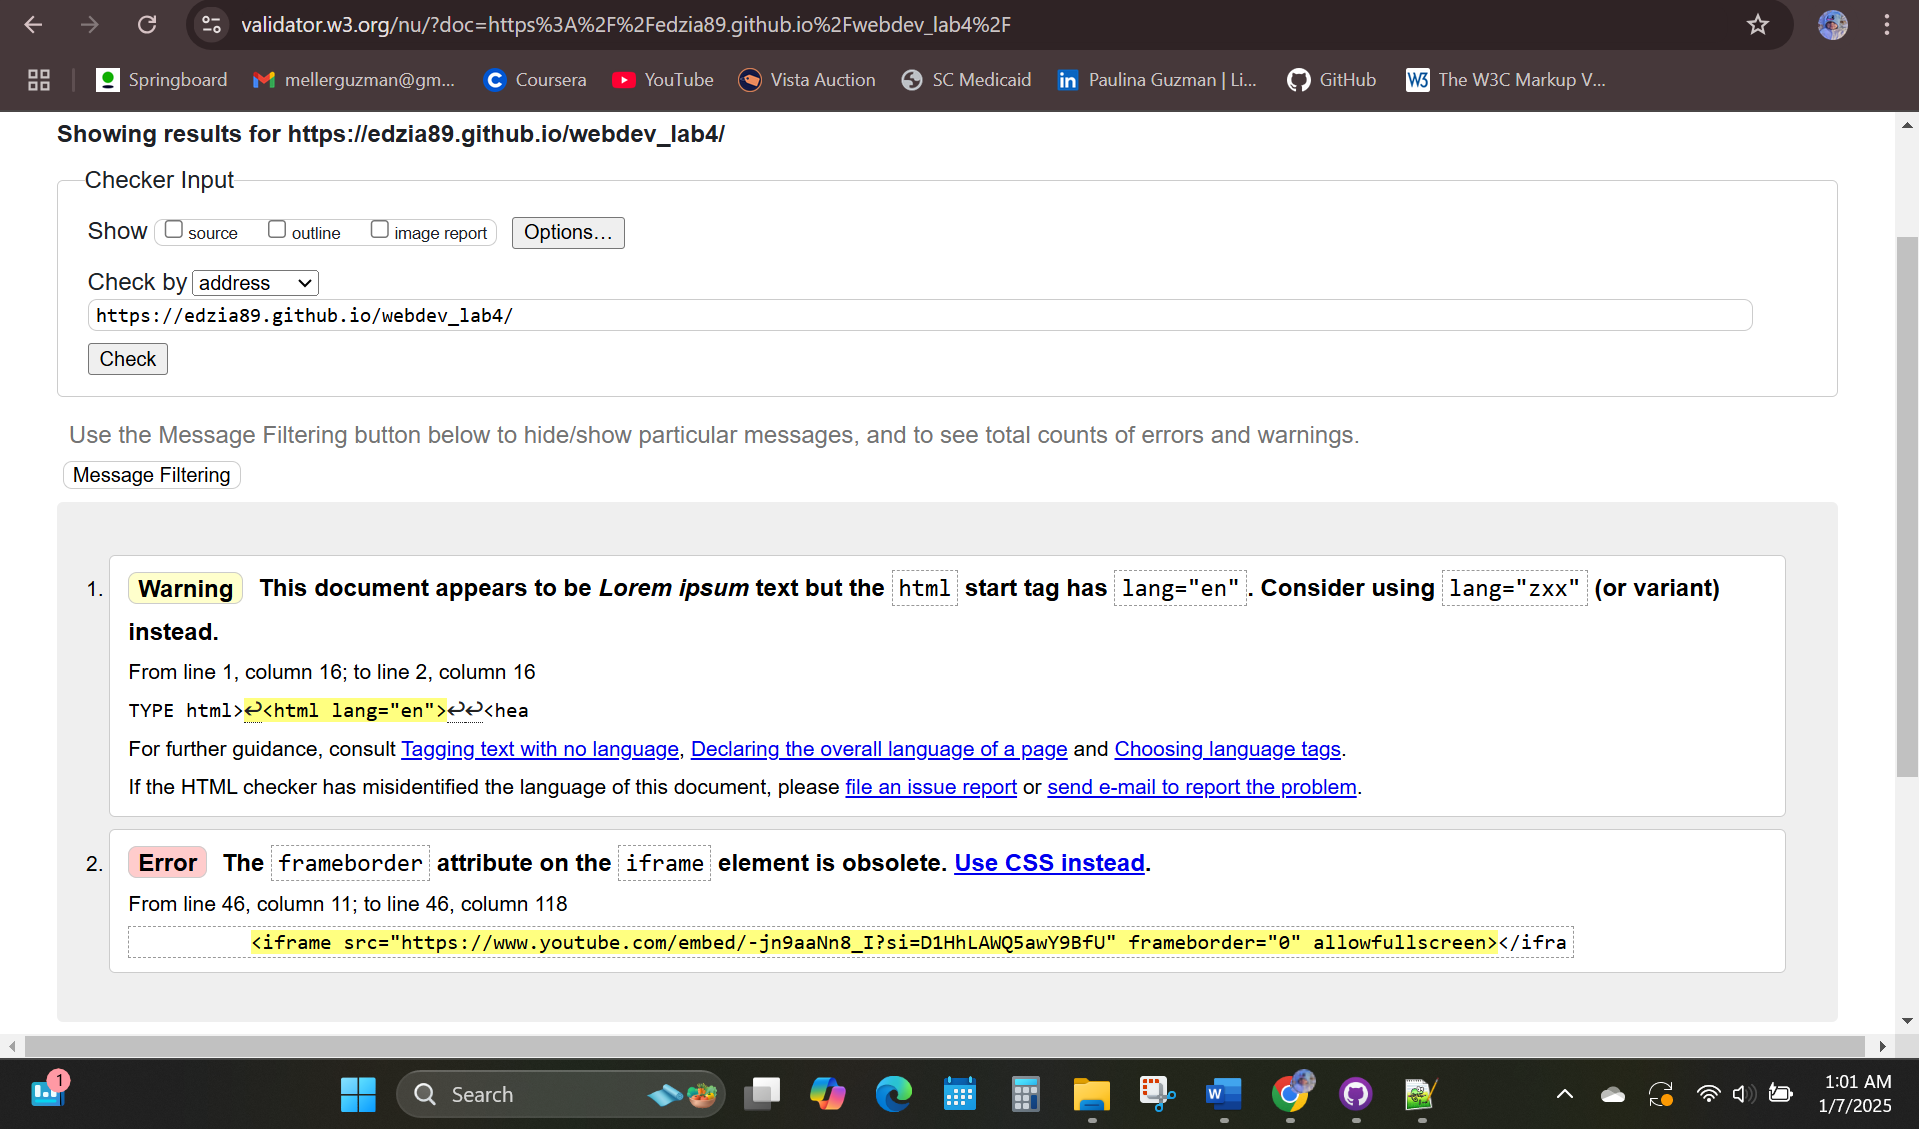 validator.w3.org/nu/?doc=https%3A%2F%2Fedzia89.github.io%2Fwebdev_lab4%2F
Springboard mellerguzman@gm... Coursera YouTube Vista Auction SC Medicaid Paulina Guzman | Li... GitHub The W3C Markup V...
Showing results for https://edzia89.github.io/webdev_lab4/
Checker Input
Show source outline image report Options...
Check by address
https://edzia89.github.io/webdev_lab4/
Check
Use the Message Filtering button below to hide/show particular messages, and to see total counts of errors and warnings.
Message Filtering
1. Warning This document appears to be Lorem ipsum text but the html start tag has lang="en". Consider using lang="zxx" (or variant)
instead.
From line 1, column 16; to line 2, column 16
TYPE html>↩<html lang="en">↩↩<hea
For further guidance, consult Tagging text with no language, Declaring the overall language of a page and Choosing language tags.
If the HTML checker has misidentified the language of this document, please file an issue report or send e-mail to report the problem.
2. Error The frameborder attribute on the iframe element is obsolete. Use CSS instead.
From line 46, column 11; to line 46, column 118
<iframe src="https://www.youtube.com/embed/-jn9aaNn8_I?si=D1HhLAWQ5awY9BfU" frameborder="0" allowfullscreen></ifra
1 Search 1:01 AM
1/7/2025